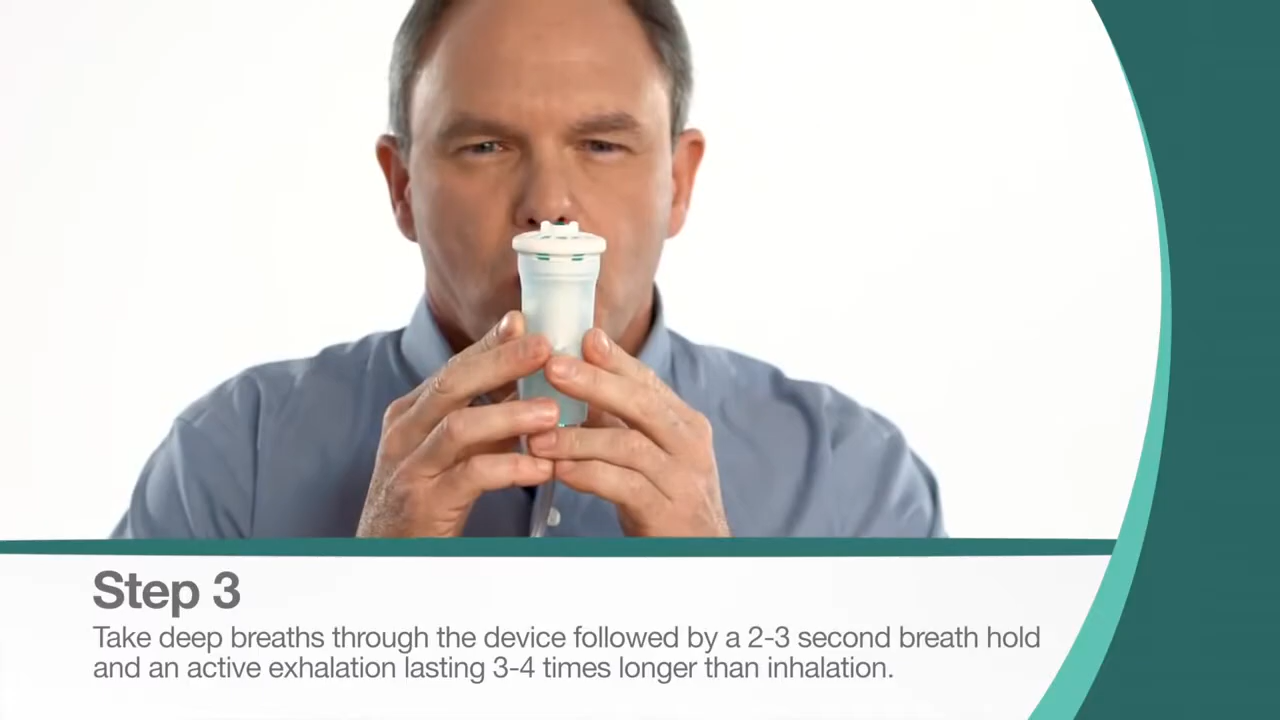 Step 3
Take deep breaths through the device followed by a 2-3 second breath hold
and an active exhalation lasting 3-4 times longer than inhalation.